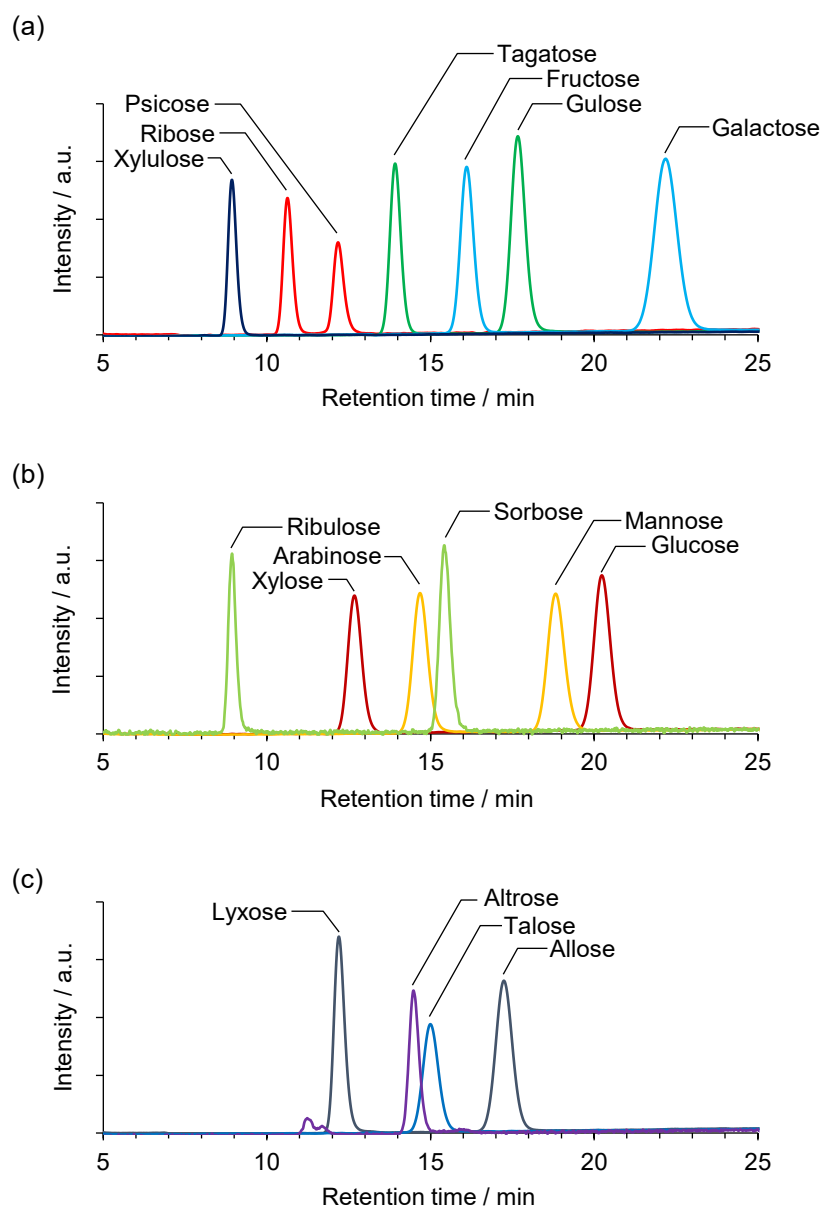 (a)
Tagatose
Fructose
Psicose
Gulose
Ribose
Galactose
Xylulose
Intensity / a.u.
5 10 15 20 25
Retention time / min
(b)
Sorbose
Mannose
Ribulose
Arabinose
Glucose
Xylose
Intensity / a.u.
5 10 15 20 25
Retention time / min
(c)
Altrose
Lyxose
Talose
Allose
Intensity / a.u.
5 10 15 20 25
Retention time / min